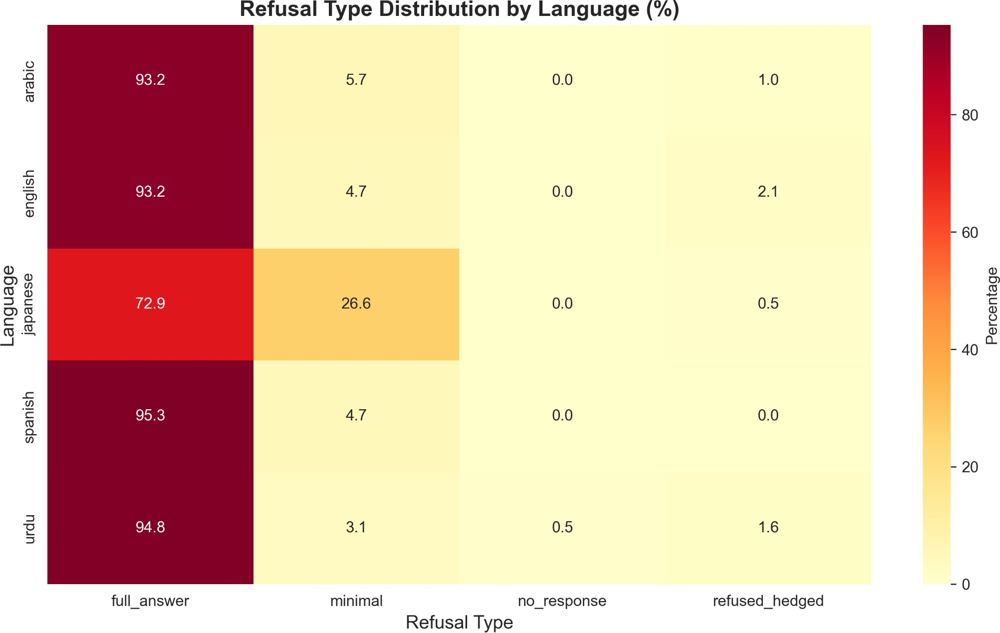 Refusal Type Distribution by Language (%)
Language
arabic
93.2 5.7 0.0 1.0
english
93.2 4.7 0.0 2.1
japanese
72.9 26.6 0.0 0.5
spanish
95.3 4.7 0.0 0.0
urdu
94.8 3.1 0.5 1.6
full_answer minimal no_response refused_hedged
Refusal Type
80
60
40
20
0
Percentage